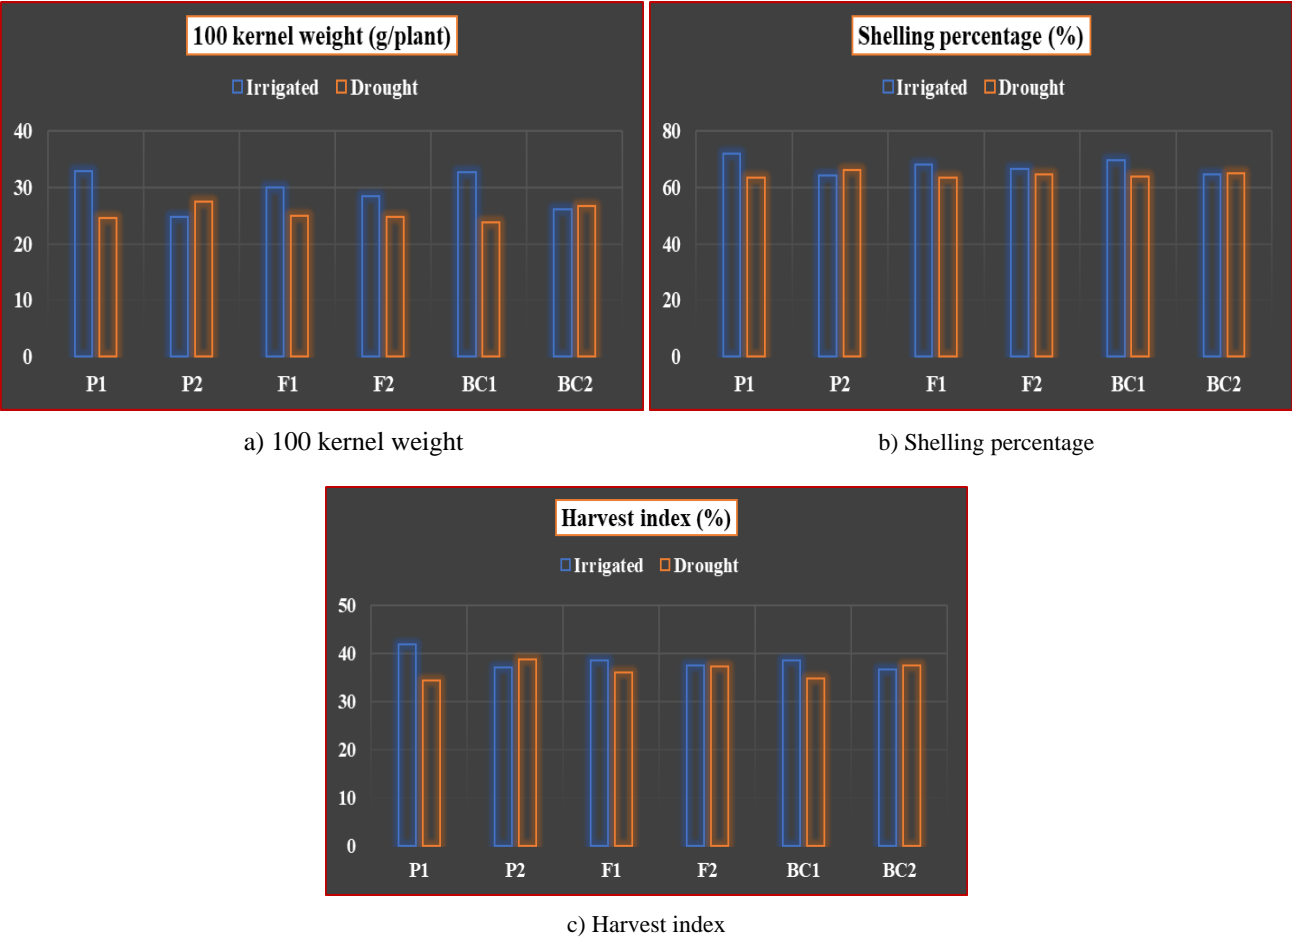 100 kernel weight (g/plant)
Irrigated Drought
40
30
20
10
0
P1 P2 F1 F2 BC1 BC2
a) 100 kernel weight
Shelling percentage (%)
Irrigated Drought
80
60
40
20
0
P1 P2 F1 F2 BC1 BC2
b) Shelling percentage
Harvest index (%)
Irrigated Drought
50
40
30
20
10
0
P1 P2 F1 F2 BC1 BC2
c) Harvest index